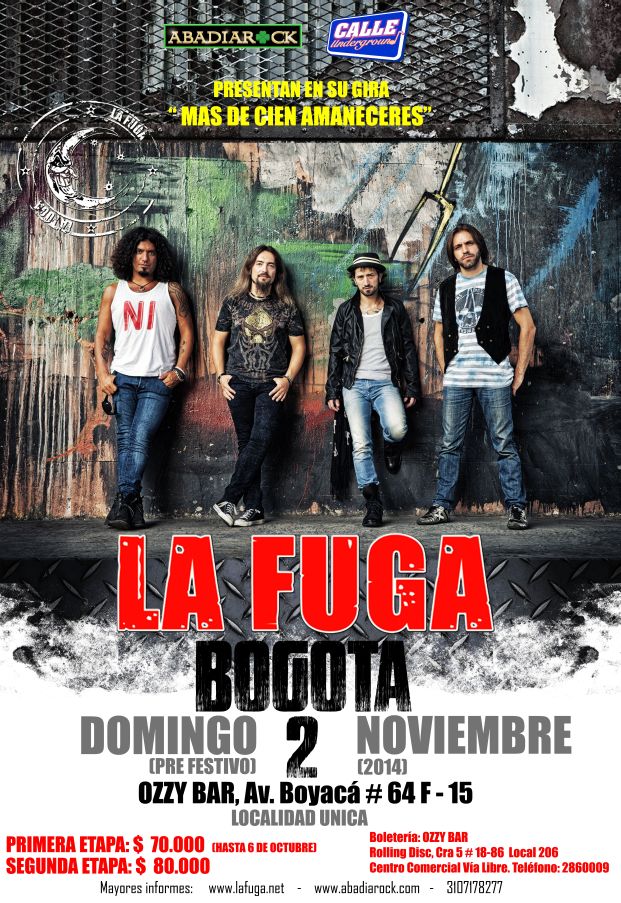 ABADIAROCK
CALLE
Underground
PRESENTAN EN SU GIRA
“ MAS DE CIEN AMANECERES”
LA FUGA
NI
LA FUGA
BOGOTA
DOMINGO 2 NOVIEMBRE
(PRE FESTIVO) (2014)
OZZY BAR, Av. Boyacá # 64 F - 15
LOCALIDAD UNICA
PRIMERA ETAPA: $ 70.000 (HASTA 6 DE OCTUBRE)
SEGUNDA ETAPA: $ 80.000
Boletería: OZZY BAR
Rolling Disc, Cra 5 # 18-86 Local 206
Centro Comercial Vía Libre. Teléfono: 2860009
Mayores informes: www.lafuga.net - www.abadiarock.com - 3107178277